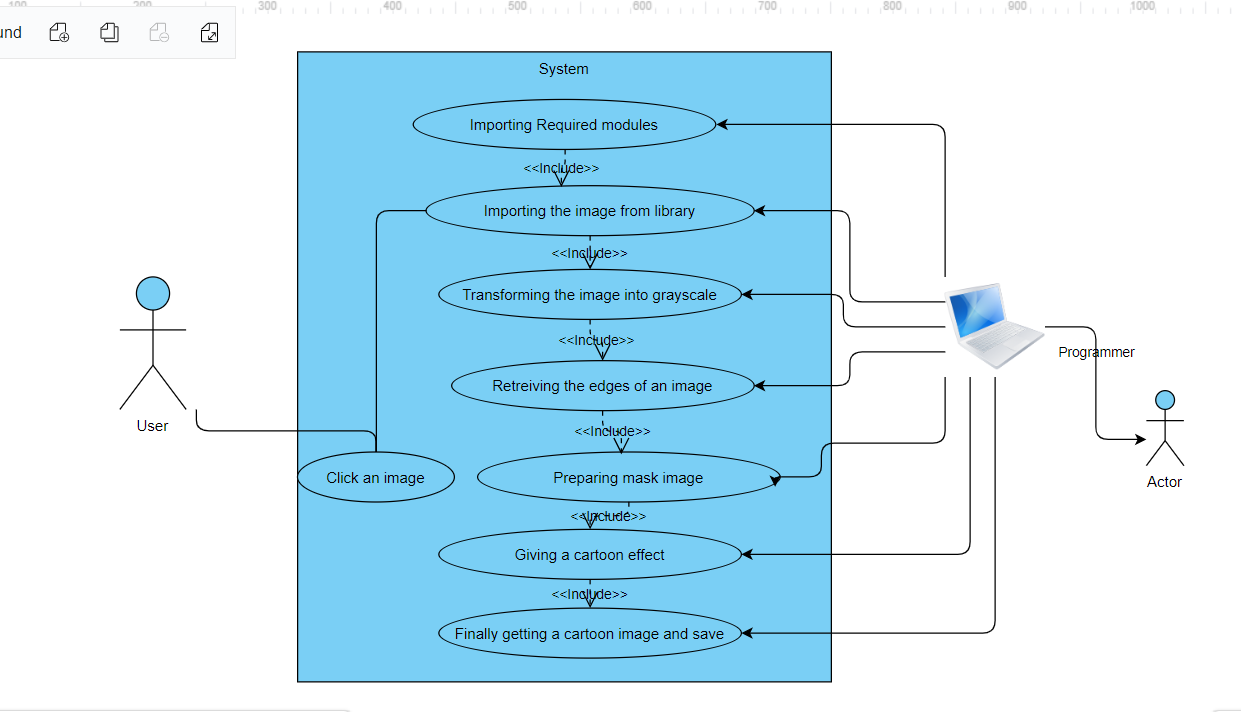 100 200 300 400 500 600 700 800 900 1000
und
System
Importing Required modules
<<Include>>
Importing the image from library
<<Include>>
Transforming the image into grayscale
<<Include>>
Programmer
Retreiving the edges of an image
User
<<Include>>
Click an image
Preparing mask image
Actor
<<Include>>
Giving a cartoon effect
<<Include>>
Finally getting a cartoon image and save